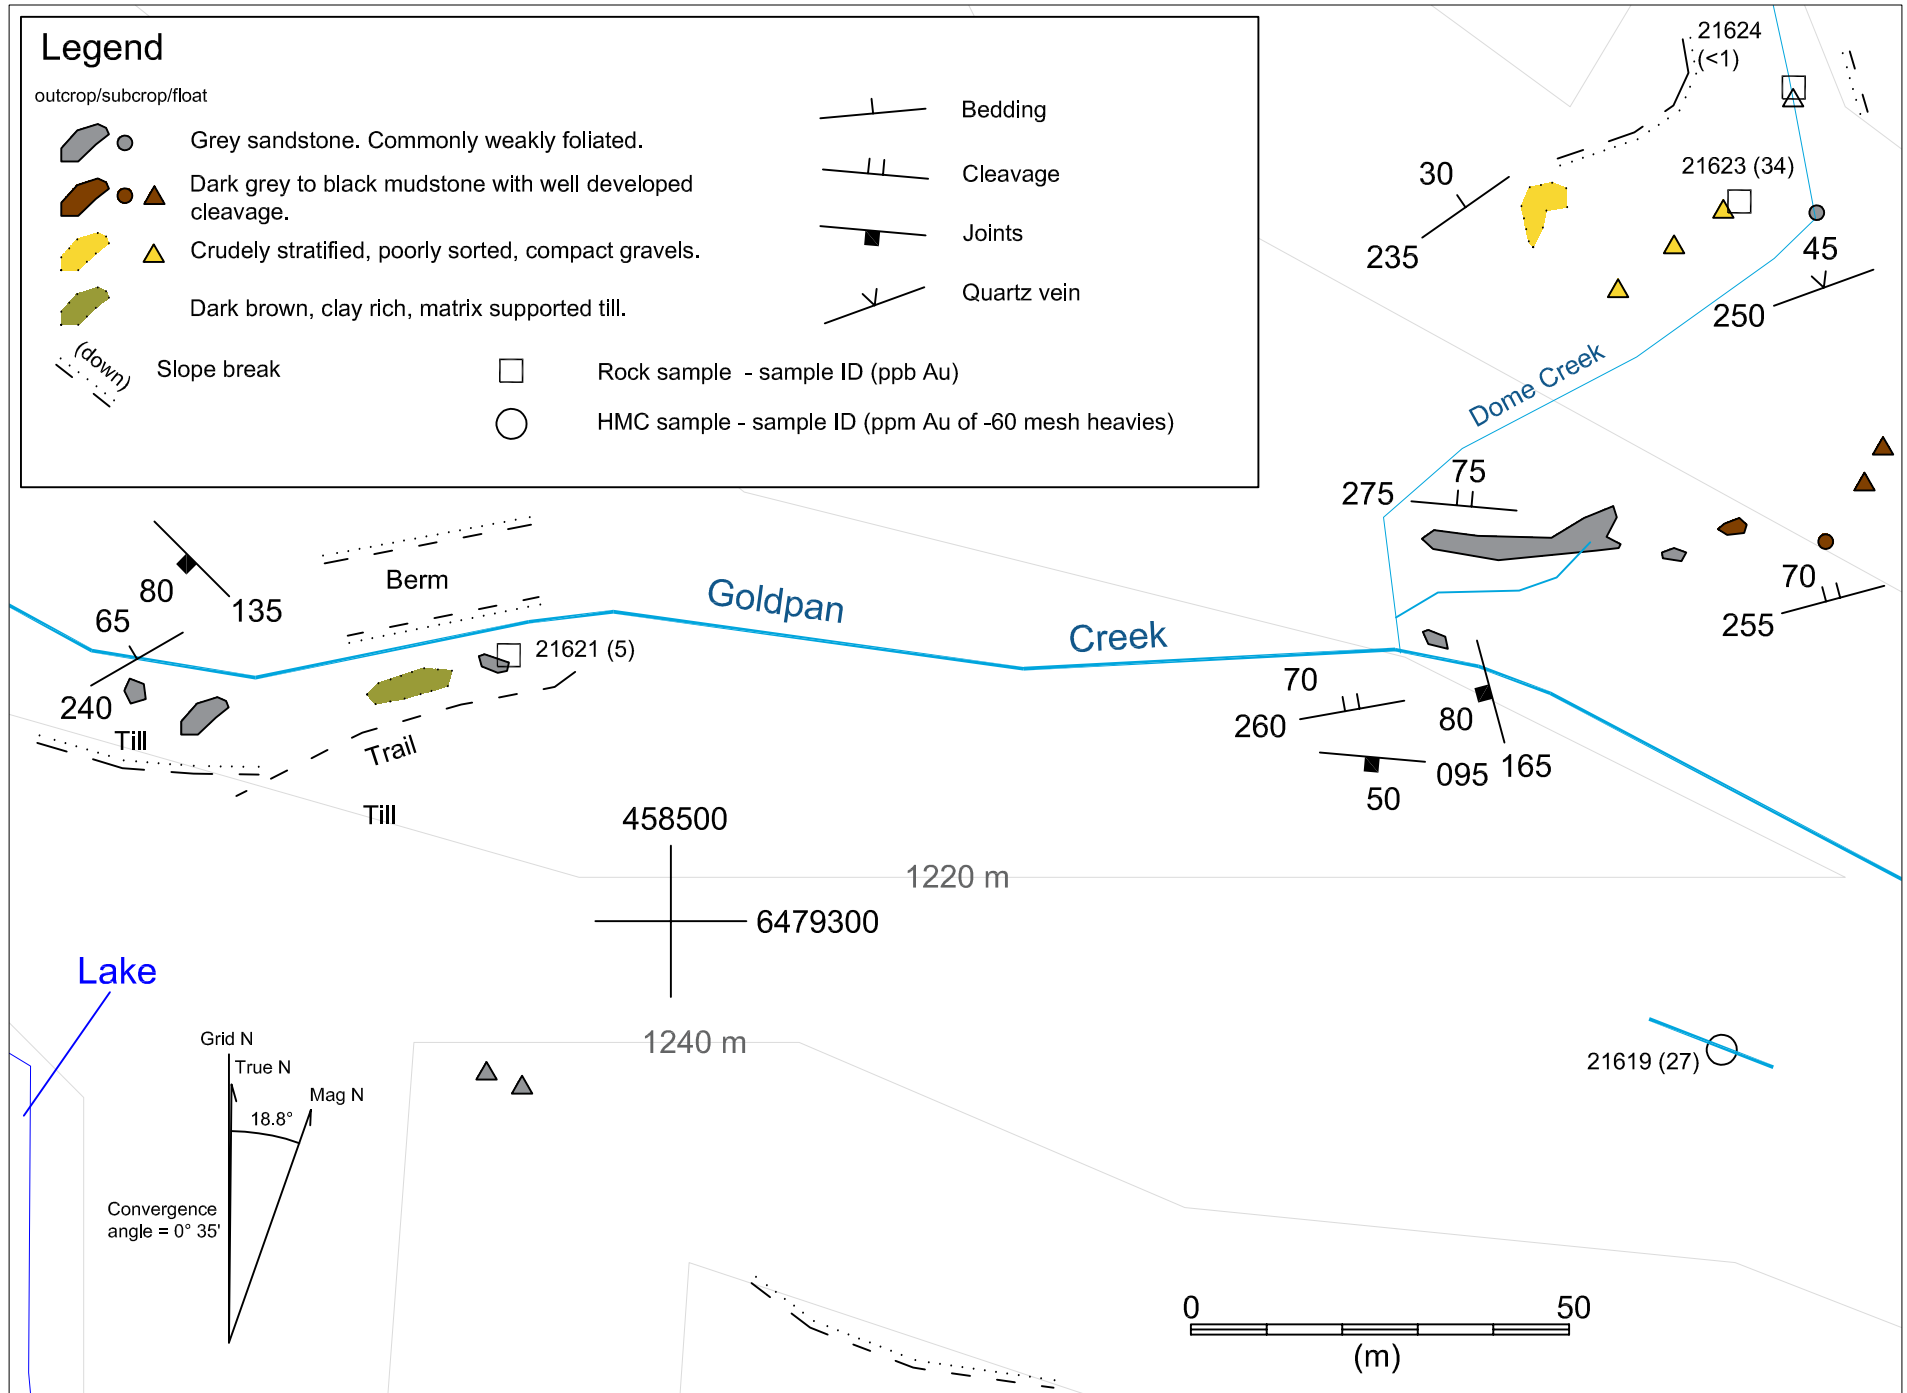 Legend
outcrop/subcrop/float
Grey sandstone. Commonly weakly foliated.
Dark grey to black mudstone with well developed
cleavage.
Crudely stratified, poorly sorted, compact gravels.
Dark brown, clay rich, matrix supported till.
(down)
Slope break
Bedding
Cleavage
Joints
Quartz vein
Rock sample - sample ID (ppb Au)
HMC sample - sample ID (ppm Au of -60 mesh heavies)
21624
(<1)
21623 (34)
30
235
45
250
Dome Creek
75
275
70
255
Berm
80
135
65
240
Goldpan
Creek
21621 (5)
Till
Trail
Till
70
260
80
165
095
50
458500
6479300
1220 m
1240 m
Lake
Grid N
True N
Mag N
18.8°
Convergence
angle = 0° 35'
21619 (27)
0 50
(m)